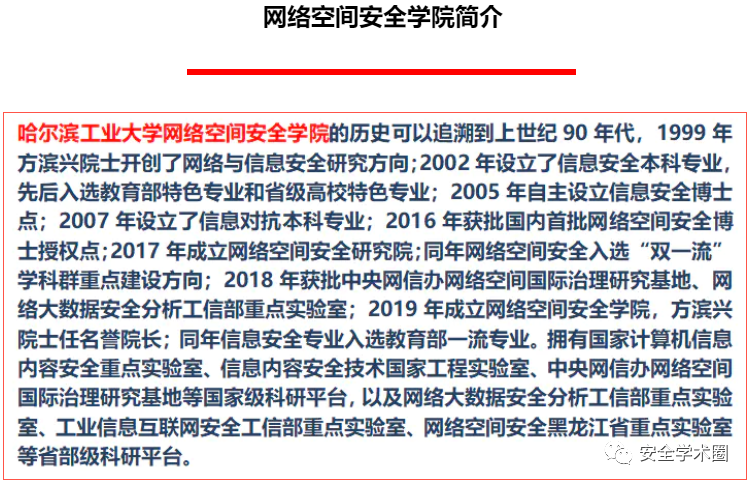 网络空间安全学院简介
哈尔滨工业大学网络空间安全学院的历史可以追溯到上世纪 90 年代，1999 年
方滨兴院士开创了网络与信息安全研究方向；2002 年设立了信息安全本科专业，
先后入选教育部特色专业和省级高校特色专业；2005 年自主设立信息安全博士
点；2007 年设立了信息对抗本科专业；2016 年获批国内首批网络空间安全博
士授权点；2017 年成立网络空间安全研究院；同年网络空间安全入选“双一流”
学科群重点建设方向；2018 年获批中央网信办网络空间国际治理研究基地、网
络大数据安全分析工信部重点实验室；2019 年成立网络空间安全学院，方滨兴
院士任名誉院长；同年信息安全专业入选教育部一流专业。拥有国家计算机信息
内容安全重点实验室、信息内容安全技术国家工程实验室、中央网信办网络空间
国际治理研究基地等国家级科研平台，以及网络大数据安全分析工信部重点实验
室、工业信息互联网安全工信部重点实验室、网络空间安全黑龙江省重点实验室
等省部级科研平台。
安全学术圈